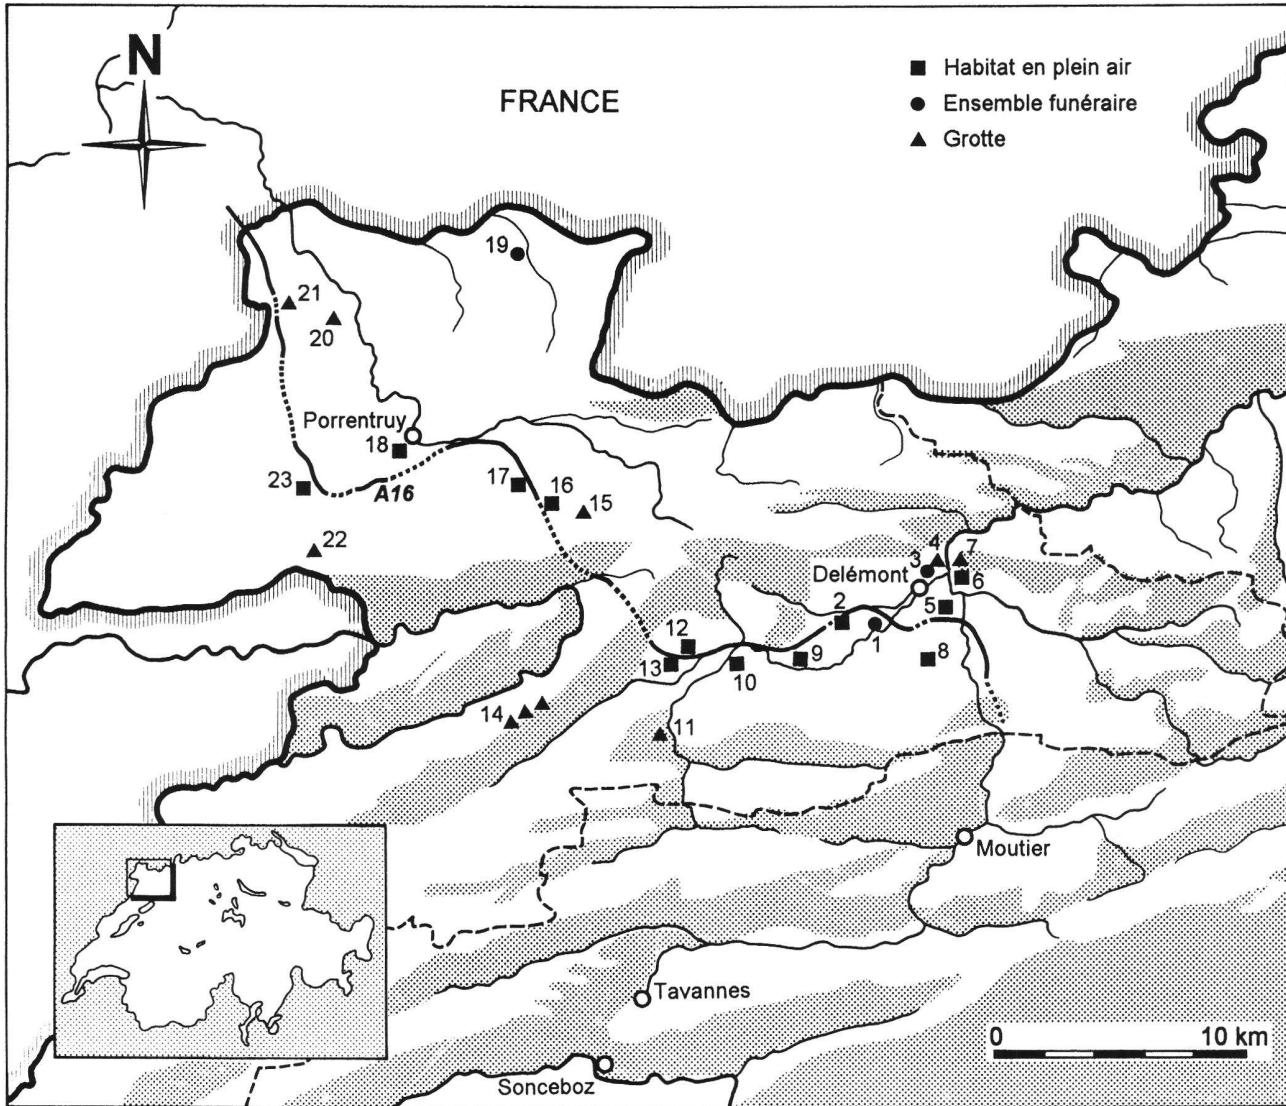 N
FRANCE
Habitat en plein air
Ensemble funéraire
Grotte
19
21
20
Porrentruy
18
A16
23
17
16
15
22
3
4
7
Delémont
6
5
2
1
8
12
13
10
9
14
11
Moutier
Tavannes
Sonceboz
0 10 km